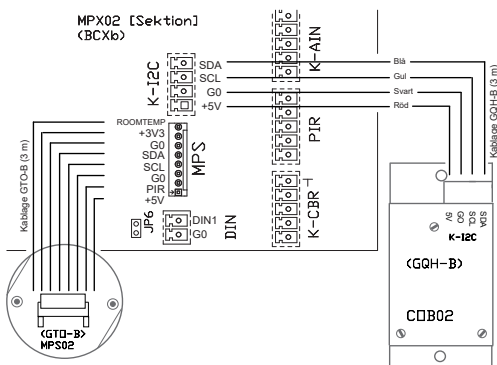 MPX02 [Sektion]
(BCXb)
K-I2C
SDA
SCL
G0
+5V
K-AIN
Blå
Gul
Svart
Röd
Kablage GQH-B (3 m)
ROOMTEMP
+3V3
G0
SDA
SCL
G0
PIR
+5V
MPS
PIR
Kablage GTO-B (3 m)
JP6
DIN1
G0
DIN
K-CBR
5V
GO
SCL
SDA
K-I2C
(GQH-B)
COB02
(GTO-B)
MPS02